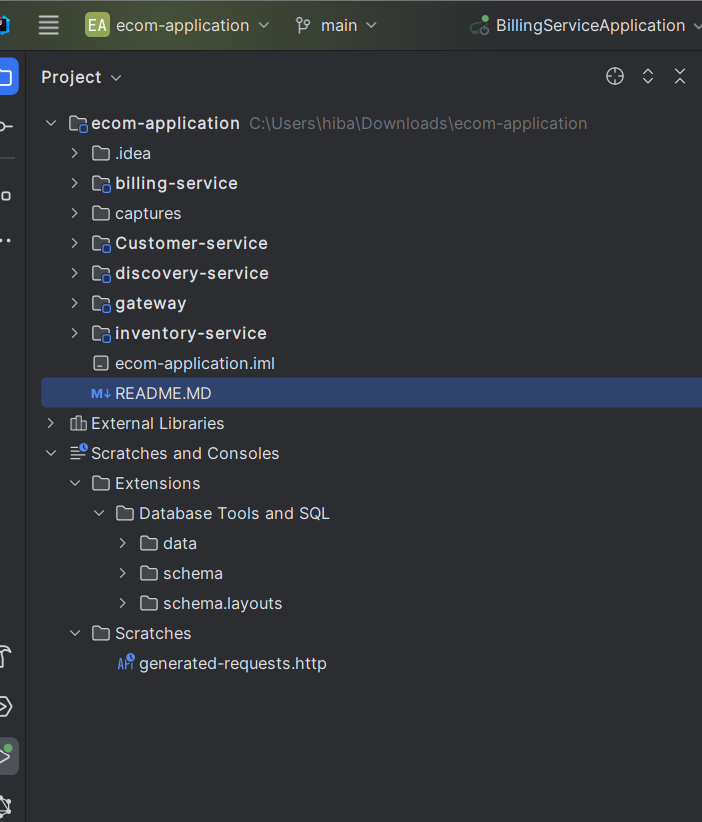 EA ecom-application main BillingServiceApplication
Project
ecom-application C:\Users\hiba\Downloads\ecom-application
.idea
billing-service
captures
Customer-service
discovery-service
gateway
inventory-service
ecom-application.iml
M↓ README.MD
External Libraries
Scratches and Consoles
Extensions
Database Tools and SQL
data
schema
schema.layouts
Scratches
API generated-requests.http